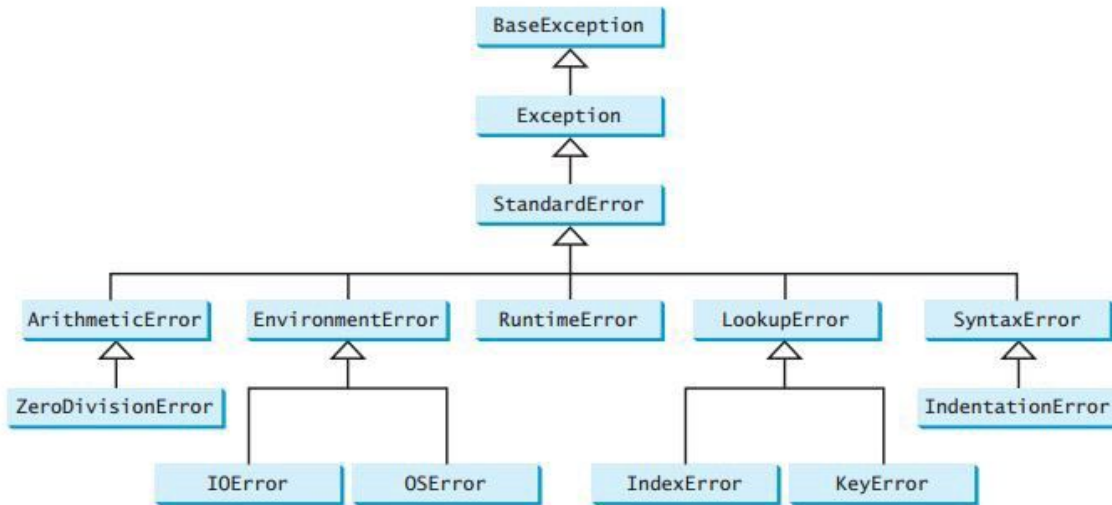 BaseException
Exception
StandardError
ArithmeticError EnvironmentError RuntimeError LookupError SyntaxError
ZeroDivisionError IndentationError
IOError OSError IndexError KeyError